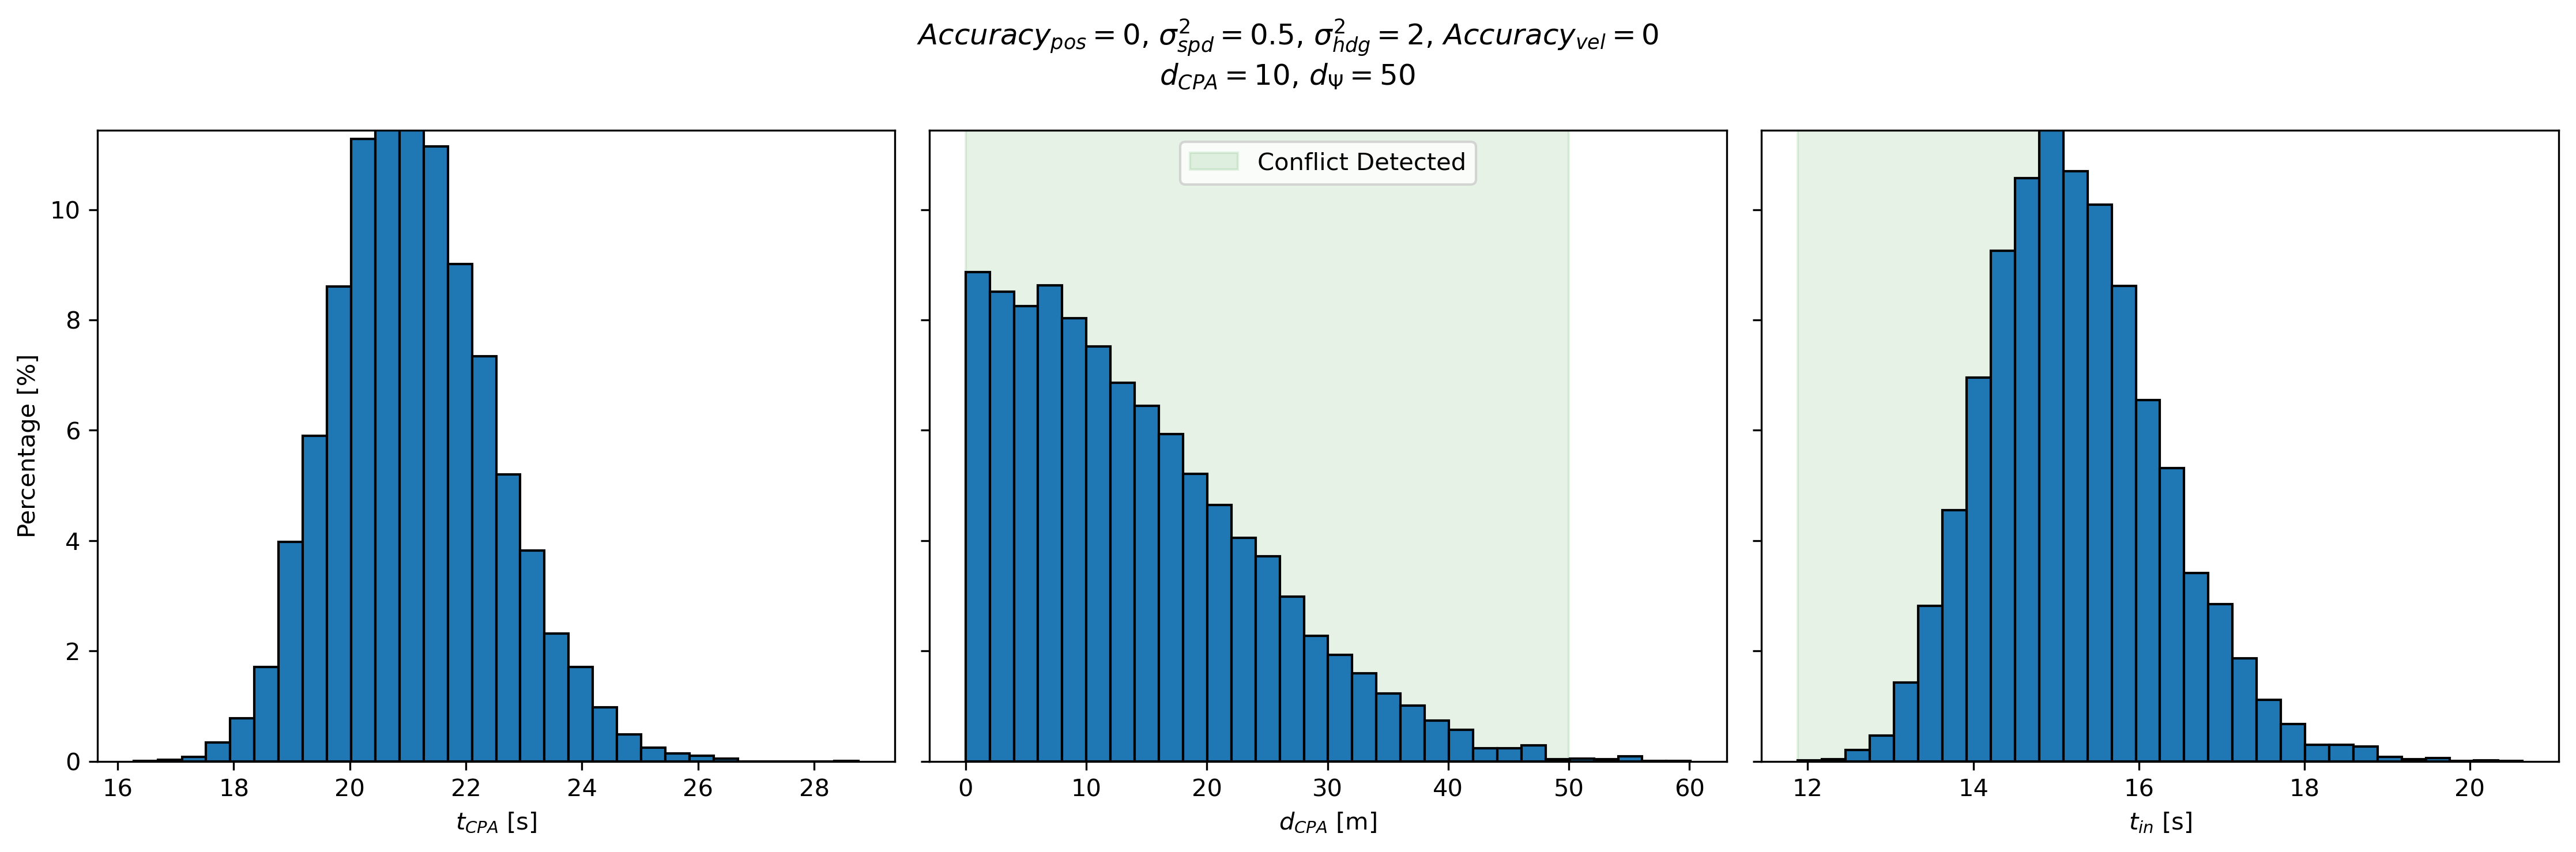 Accuracy_pos = 0, σ²_spd = 0.5, σ²_hdg = 2, Accuracy_vel = 0
d_CPA = 10, d_Ψ = 50
Percentage [%]
10
8
6
4
2
0
16 18 20 22 24 26 28
t_CPA [s]
Conflict Detected
0 10 20 30 40 50 60
d_CPA [m]
12 14 16 18 20
t_in [s]